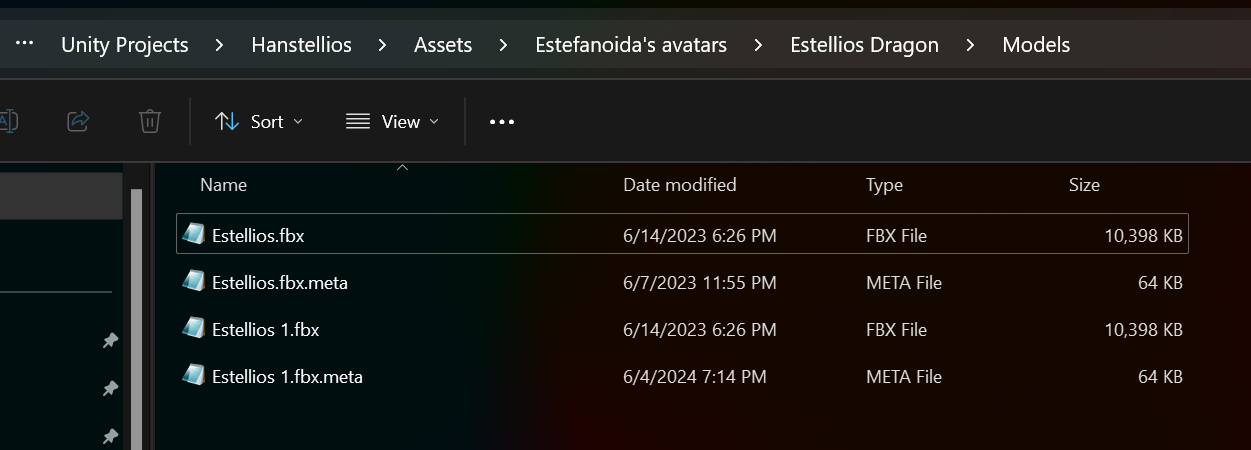 ... Unity Projects > Hanstellios > Assets > Estefanoida's avatars > Estellios Dragon > Models
Sort View ...
Name Date modified Type Size
Estellios.fbx 6/14/2023 6:26 PM FBX File 10,398 KB
Estellios.fbx.meta 6/7/2023 11:55 PM META File 64 KB
Estellios 1.fbx 6/14/2023 6:26 PM FBX File 10,398 KB
Estellios 1.fbx.meta 6/4/2024 7:14 PM META File 64 KB